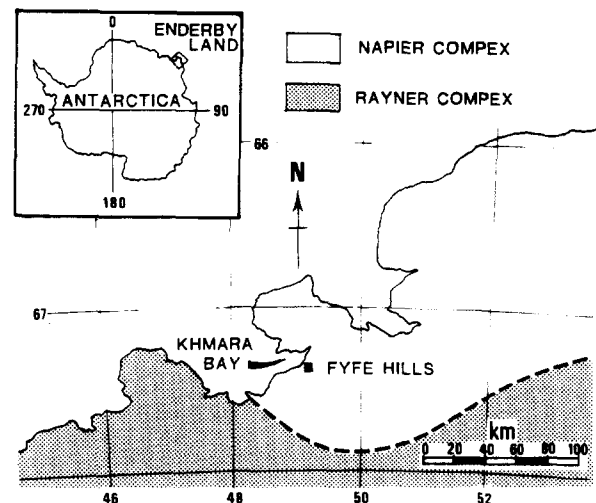 0
ENDERBY
LAND
ANTARCTICA
270
90
180
NAPIER COMPEX
RAYNER COMPEX
66
N
67
KHMARA
BAY
FYFE HILLS
km
0 20 40 60 80 100
46
48
50
52